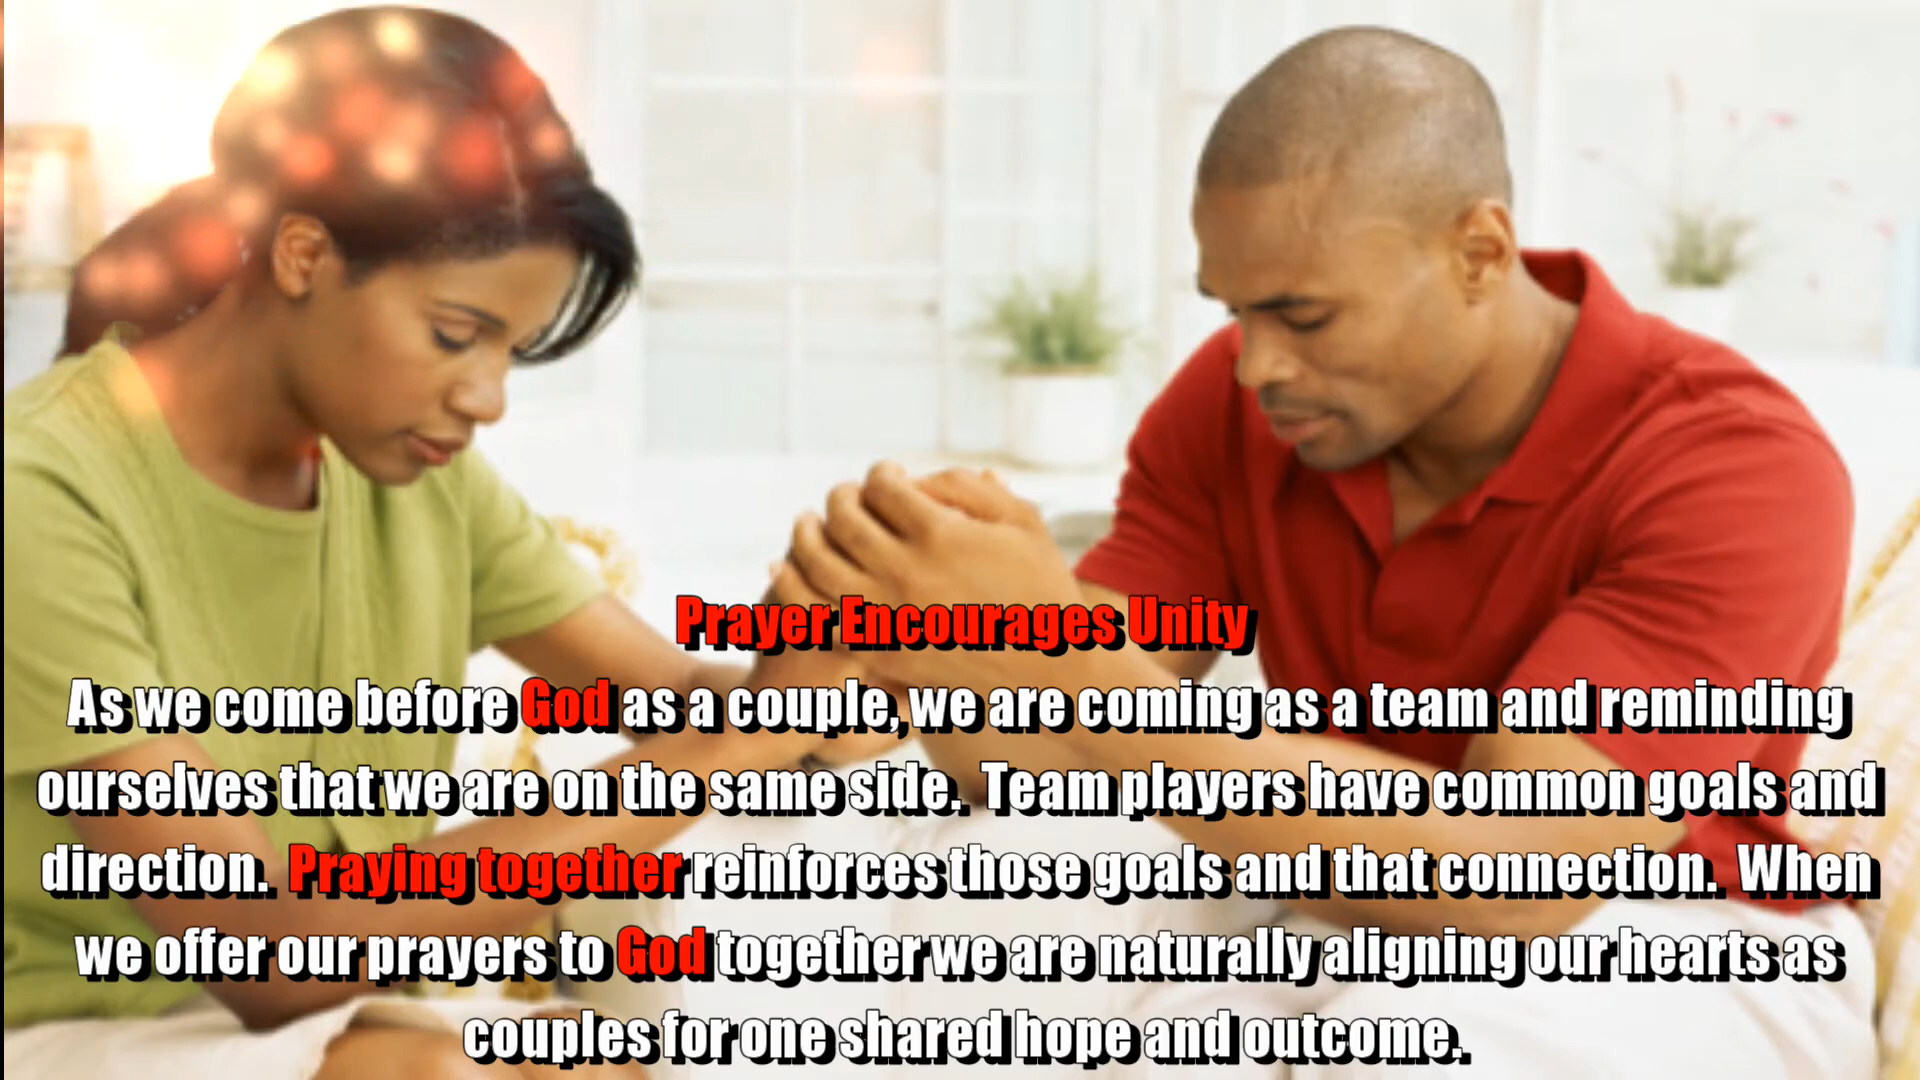 Prayer Encourages Unity
As we come before God as a couple, we are coming as a team and reminding
ourselves that we are on the same side.  Team players have common goals and
direction.  Praying together reinforces those goals and that connection.  When
we offer our prayers to God together we are naturally aligning our hearts as
couples for one shared hope and outcome.